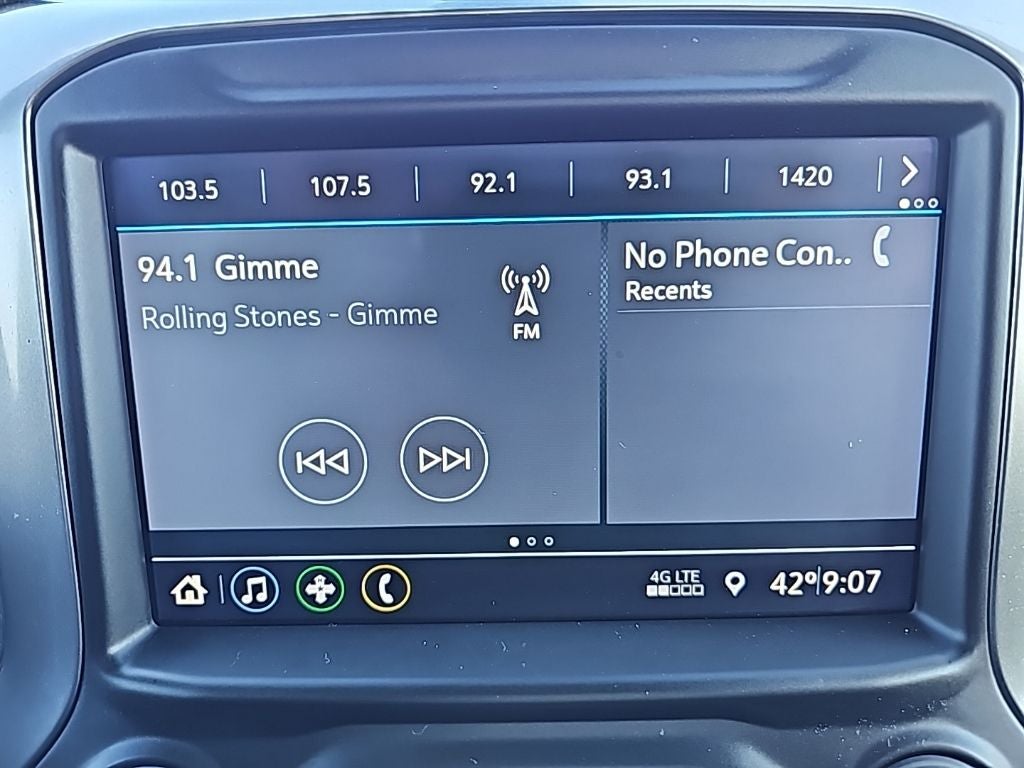 103.5 107.5 92.1 93.1 1420
94.1 Gimme
Rolling Stones - Gimme
FM
No Phone Con..
Recents
4G LTE
42º 9:07